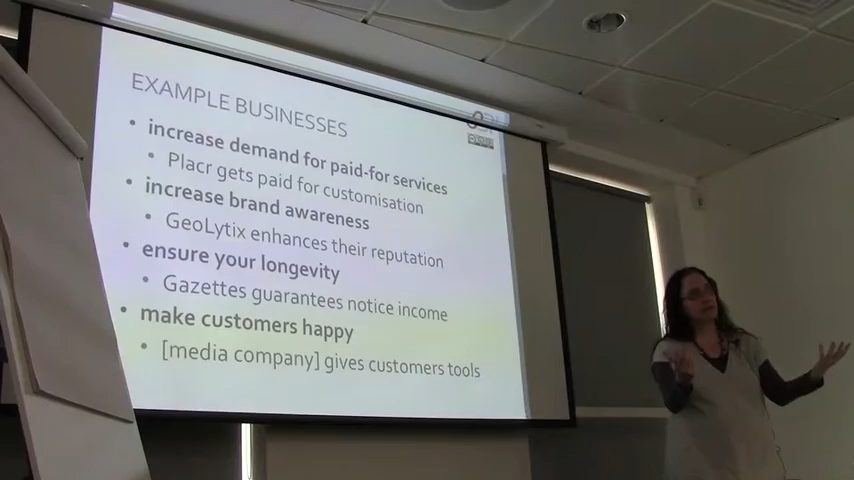 EXAMPLE BUSINESSES
• increase demand for paid-for services
• Placr gets paid for customisation
• increase brand awareness
• GeoLytix enhances their reputation
• ensure your longevity
• Gazettes guarantees notice income
• make customers happy
• [media company] gives customers tools